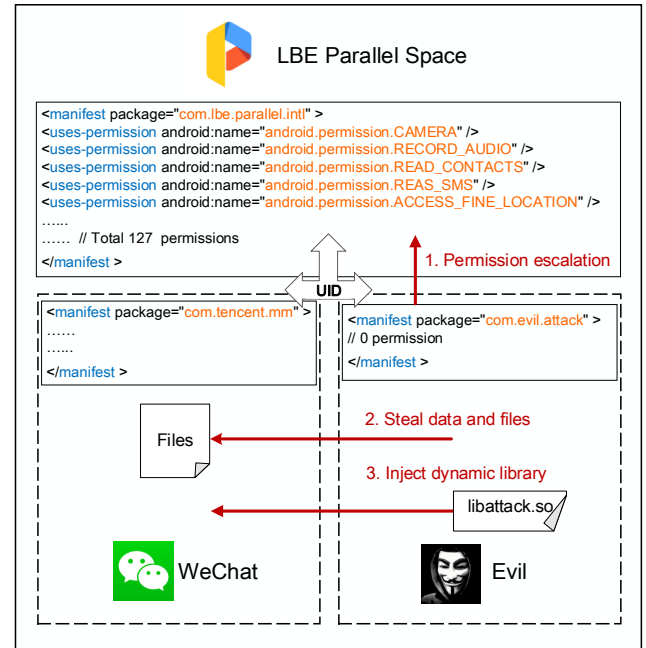 LBE Parallel Space
<manifest package="com.lbe.parallel.intl" >
<uses-permission android:name="android.permission.CAMERA" />
<uses-permission android:name="android.permission.RECORD_AUDIO" />
<uses-permission android:name="android.permission.READ_CONTACTS" />
<uses-permission android:name="android.permission.REAS_SMS" />
<uses-permission android:name="android.permission.ACCESS_FINE_LOCATION" />
......
...... // Total 127 permissions
</manifest >
1. Permission escalation
UID
<manifest package="com.tencent.mm" >
......
......
</manifest >
<manifest package="com.evil.attack" >
// 0 permission
</manifest >
2. Steal data and files
Files
3. Inject dynamic library
libattack.so
WeChat
Evil